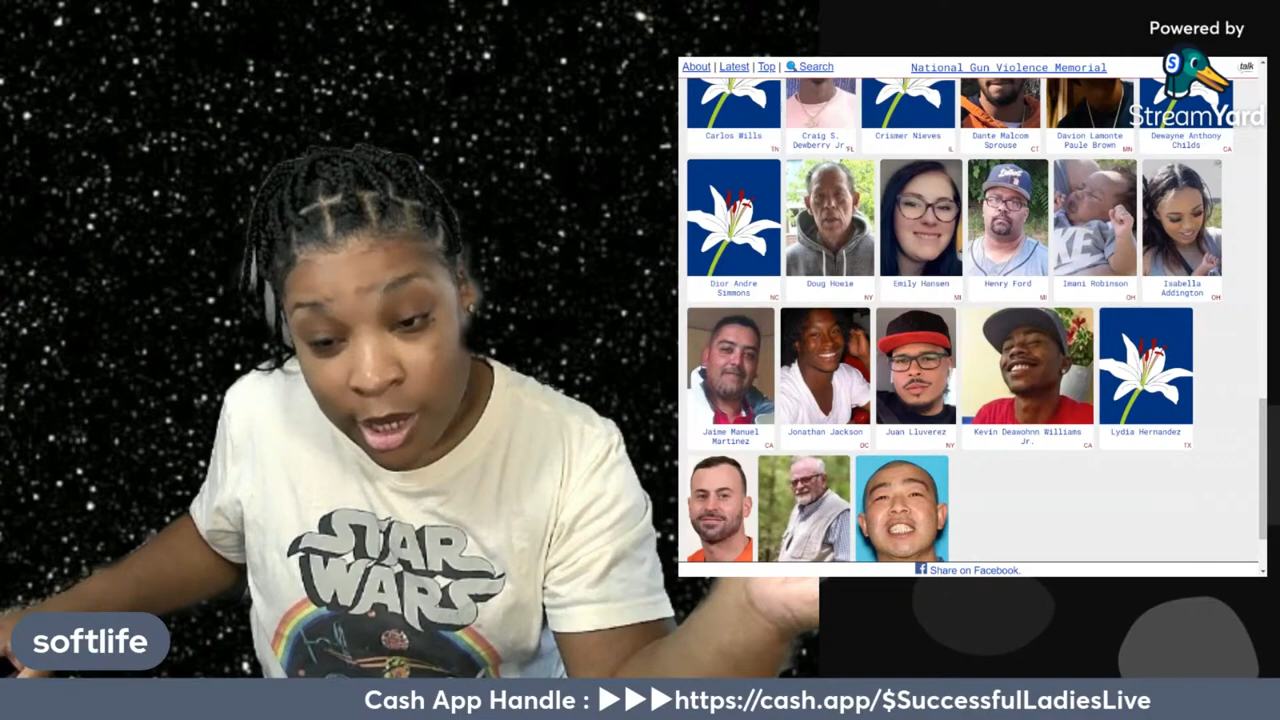 Powered by
StreamYard
About | Latest | Top | Search
National Gun Violence Memorial
talk
Carlos Wills
TN
Craig S.
Dewberry Jr.
FL
Crismer Nieves
IL
Dante Malcom
Sprouse
CT
Davion Lamonte
Paule Brown
MN
Dewayne Anthony
Childs
CA
Dior Andre
Simmons
NC
Doug Hoeie
NY
Emily Hansen
MI
Henry Ford
MI
Imani Robinson
OH
Isabella
Addington
OH
Jaime Manuel
Martinez
CA
Jonathan Jackson
DC
Juan Lluverez
NY
Kevin Deawohnn Williams
Jr.
CA
Lydia Hernandez
TX
Share on Facebook.
STAR
WARS
softlife
Cash App Handle : ▶▶▶https://cash.app/$SuccessfulLadiesLive